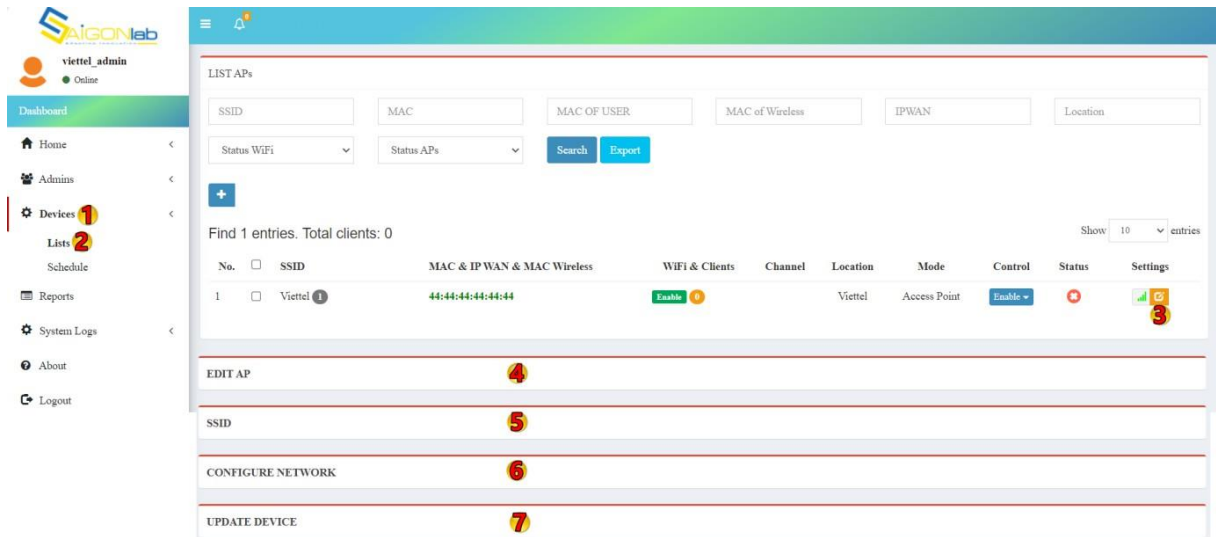 SAiGONlab
0
viettel_admin
Online
LIST APs
Dashboard
SSID MAC MAC OF USER MAC of Wireless IPWAN Location
Home
Status WiFi Status APs Search Export
Admins
+
Devices 1
Find 1 entries. Total clients: 0 Show 10 entries
Lists 2
Schedule
No. SSID MAC & IP WAN & MAC Wireless WiFi & Clients Channel Location Mode Control Status Settings
Reports
1 Viettel 1 44:44:44:44:44:44 Enable 0 Viettel Access Point Enable
3
System Logs
About
EDIT AP 4
Logout
SSID 5
CONFIGURE NETWORK 6
UPDATE DEVICE 7